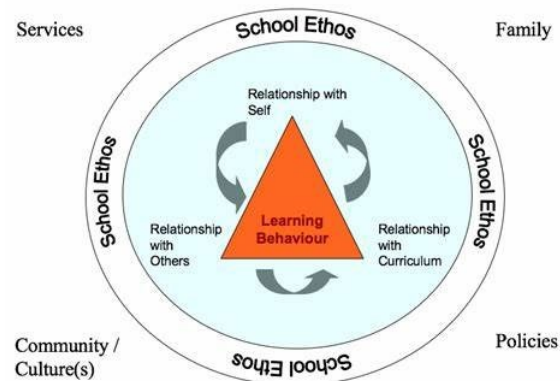 Services
School Ethos
Family
Relationship with
Self
School Ethos
School Ethos
Learning
Behaviour
Relationship
with
Others
Relationship
with
Curriculum
Community /
Culture(s)
School Ethos
Policies